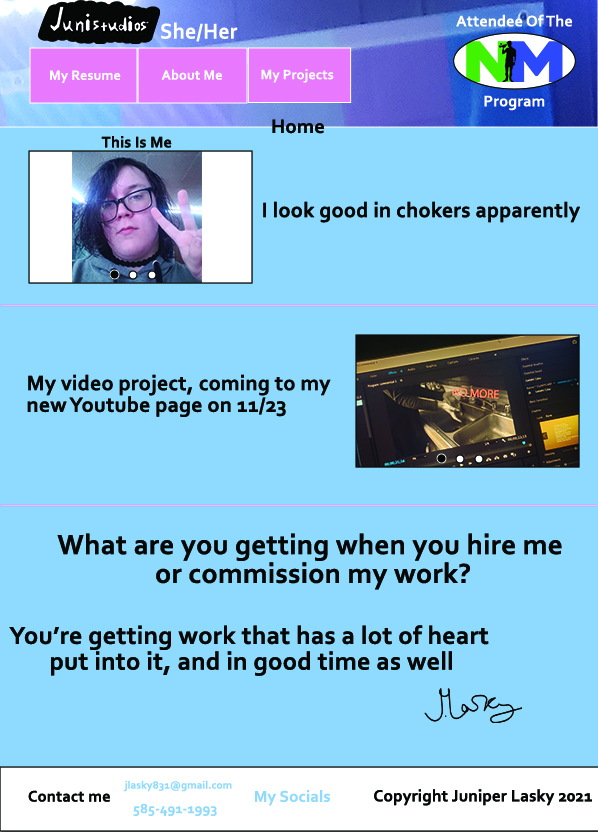 Junistudios
She/Her
Attendee Of The
NM
Program
My Resume
About Me
My Projects
Home
This Is Me
I look good in chokers apparently
My video project, coming to my
new Youtube page on 11/23
MORE
What are you getting when you hire me
or commission my work?
You're getting work that has a lot of heart
put into it, and in good time as well
J.Lasky
Contact me
jlasky831@gmail.com
585-491-1993
My Socials
Copyright Juniper Lasky 2021